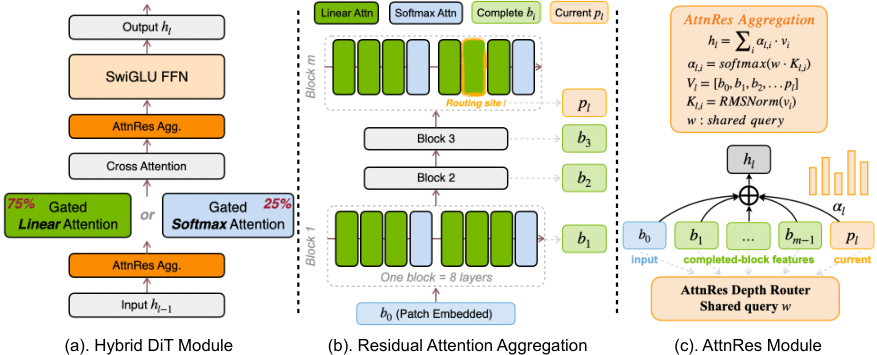 Output h_l
SwiGLU FFN
AttnRes Agg.
Cross Attention
75%
Gated
Linear Attention
or
25%
Gated
Softmax Attention
AttnRes Agg.
Input h_{l-1}
(a). Hybrid DiT Module
Linear Attn
Softmax Attn
Complete b_i
Current p_l
Block m
Routing site l
p_l
Block 3
b_3
Block 2
b_2
Block 1
b_1
One block = 8 layers
b_0 (Patch Embedded)
(b). Residual Attention Aggregation
AttnRes Aggregation
h_l = ∑_i α_{l,i} · v_i
α_{l,i} = softmax(w · K_{l,i})
V_l = [b_0, b_1, b_2, … p_l]
K_{l,i} = RMSNorm(v_i)
w : shared query
h_l
α_l
b_0
b_1
...
b_{m-1}
p_l
input
completed-block features
current
AttnRes Depth Router
Shared query w
(c). AttnRes Module